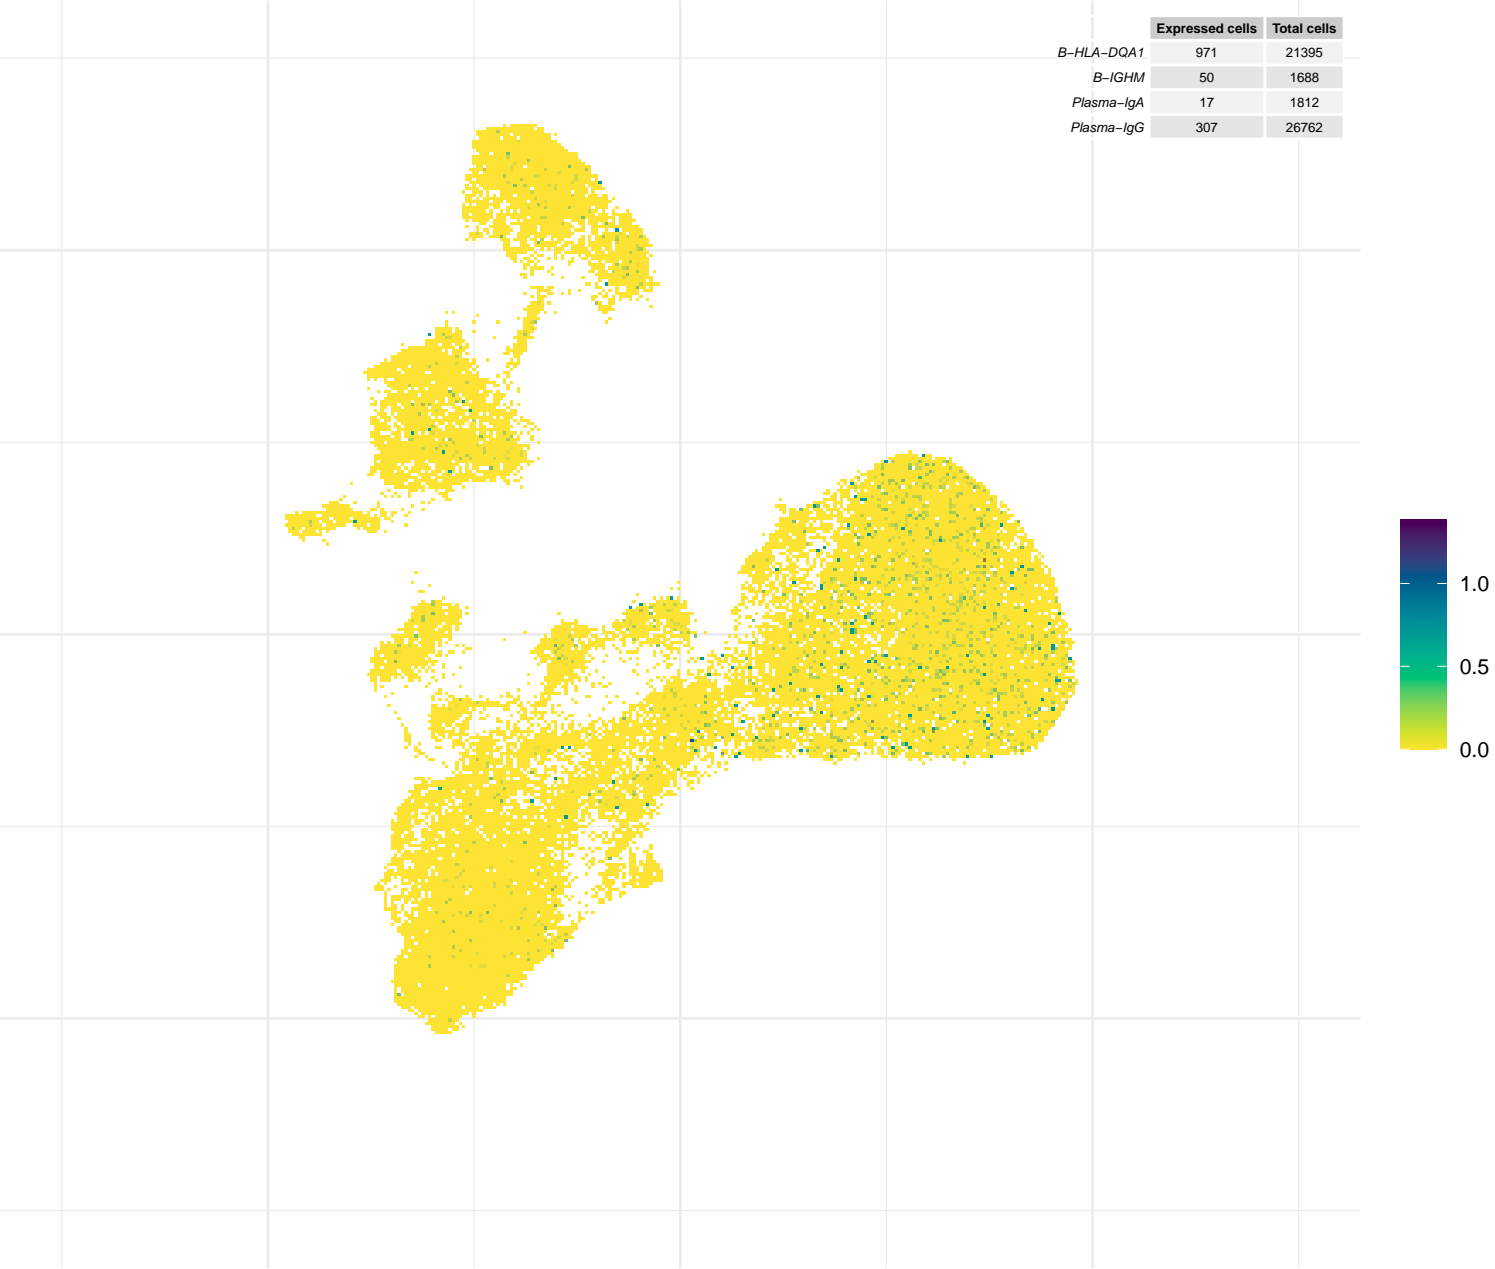 Expressed cells Total cells
B−HLA−DQA1 971 21395
B−IGHM 50 1688
Plasma−IgA 17 1812
Plasma−IgG 307 26762
1.0
0.5
0.0